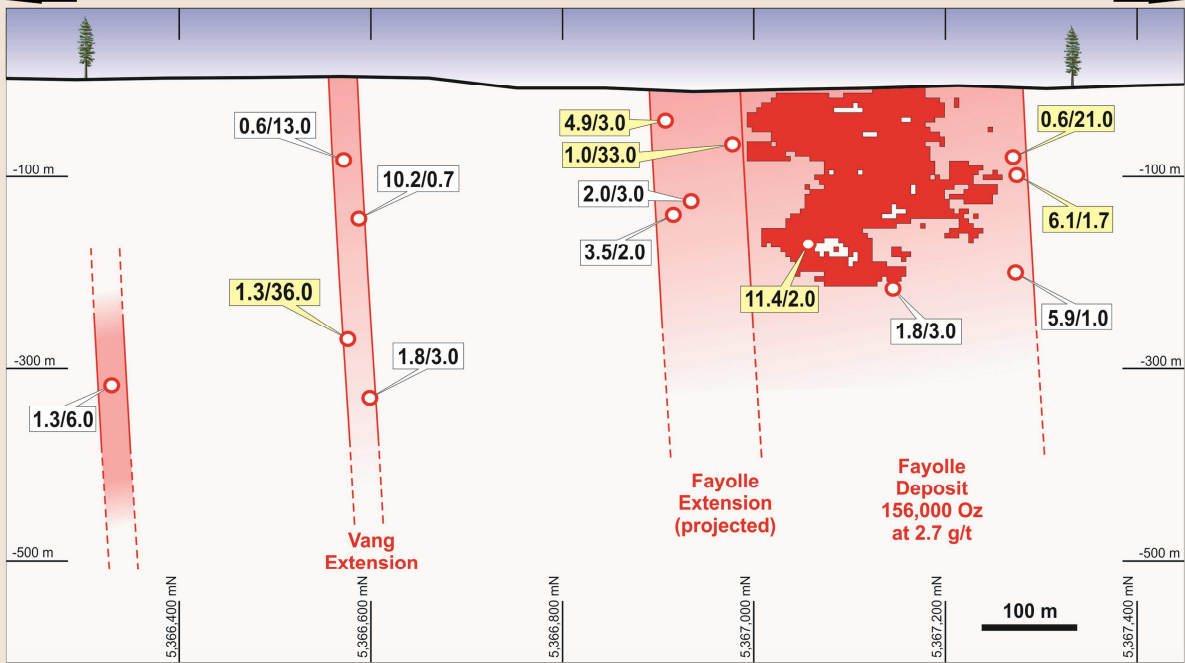 0.6/13.0
4.9/3.0
0.6/21.0
1.0/33.0
-100 m
10.2/0.7
-100 m
2.0/3.0
6.1/1.7
3.5/2.0
1.3/36.0
11.4/2.0
5.9/1.0
1.8/3.0
1.8/3.0
-300 m
-300 m
1.3/6.0
Fayolle
Extension
(projected)
Fayolle
Deposit
156,000 Oz
at 2.7 g/t
Vang
Extension
-500 m
-500 m
5,366,400 mN
5,366,600 mN
5,366,800 mN
5,367,000 mN
5,367,200 mN
5,367,400 mN
100 m